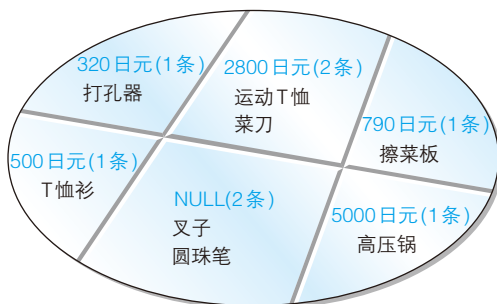 320日元(1条)
打孔器
2800日元(2条)
运动T恤
菜刀
790日元(1条)
擦菜板
500日元(1条)
T恤衫
NULL(2条)
叉子
圆珠笔
5000日元(1条)
高压锅